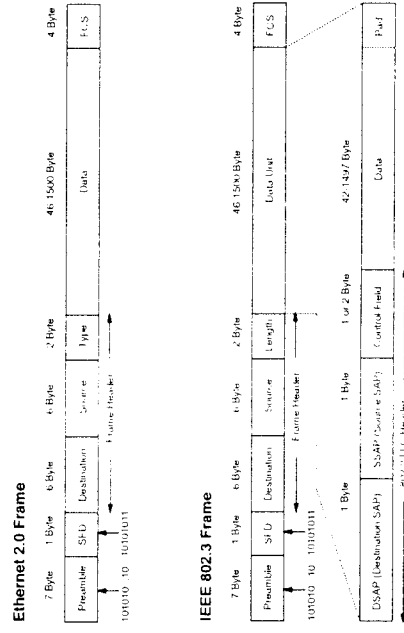 Ethernet 2.0 Frame
7 Byte 1 Byte 6 Byte 6 Byte 2 Byte 46 1500 Byte 4 Byte
Preamble SFD Destination Source Type Data FCS
101010 10 10101011
Frame Header
IEEE 802.3 Frame
7 Byte 1 Byte 6 Byte 6 Byte 2 Byte 46 1500 Byte 4 Byte
Preamble SFD Destination Source Length Data Unit FCS
101010 10 10101011
Frame Header
1 Byte 1 Byte 1 or 2 Byte 42-1497 Byte
DSAP (Destination SAP) SSAP (Source SAP) Control Field Data Pad